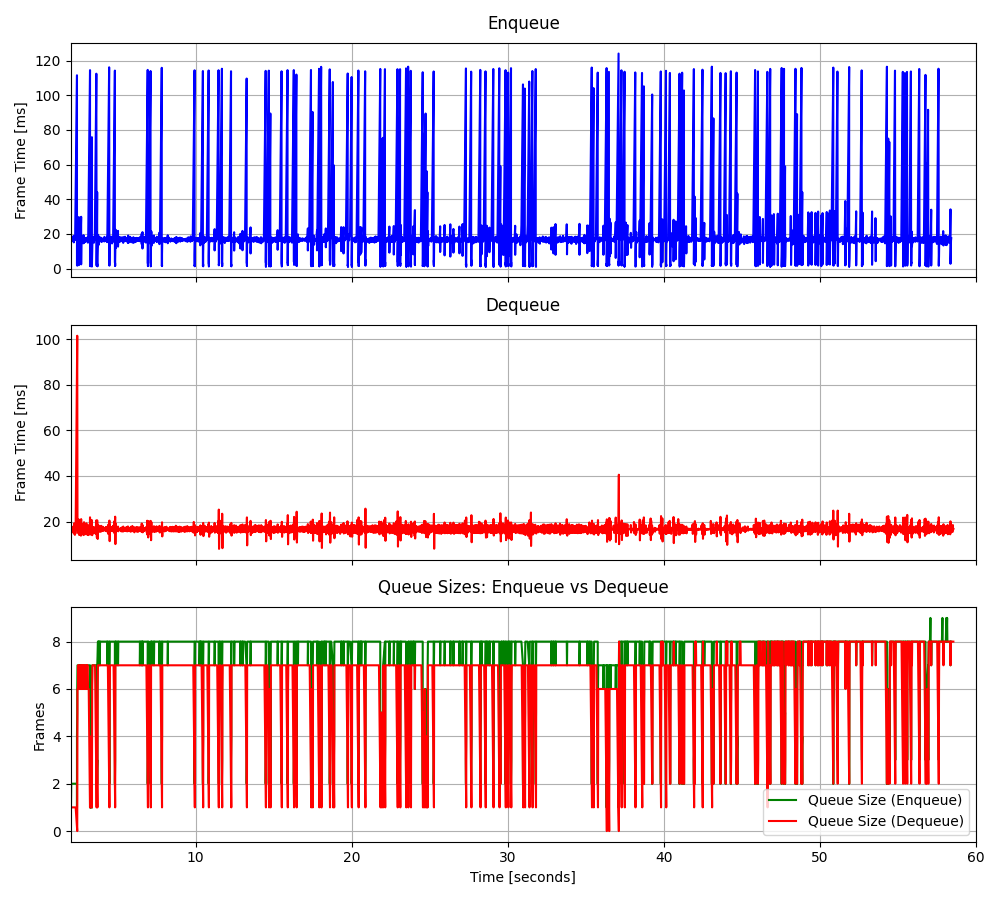 Enqueue
Frame Time [ms]
120
100
80
60
40
20
0
Dequeue
Frame Time [ms]
100
80
60
40
20
Queue Sizes: Enqueue vs Dequeue
Frames
8
6
4
2
0
Queue Size (Enqueue)
Queue Size (Dequeue)
10 20 30 40 50 60
Time [seconds]